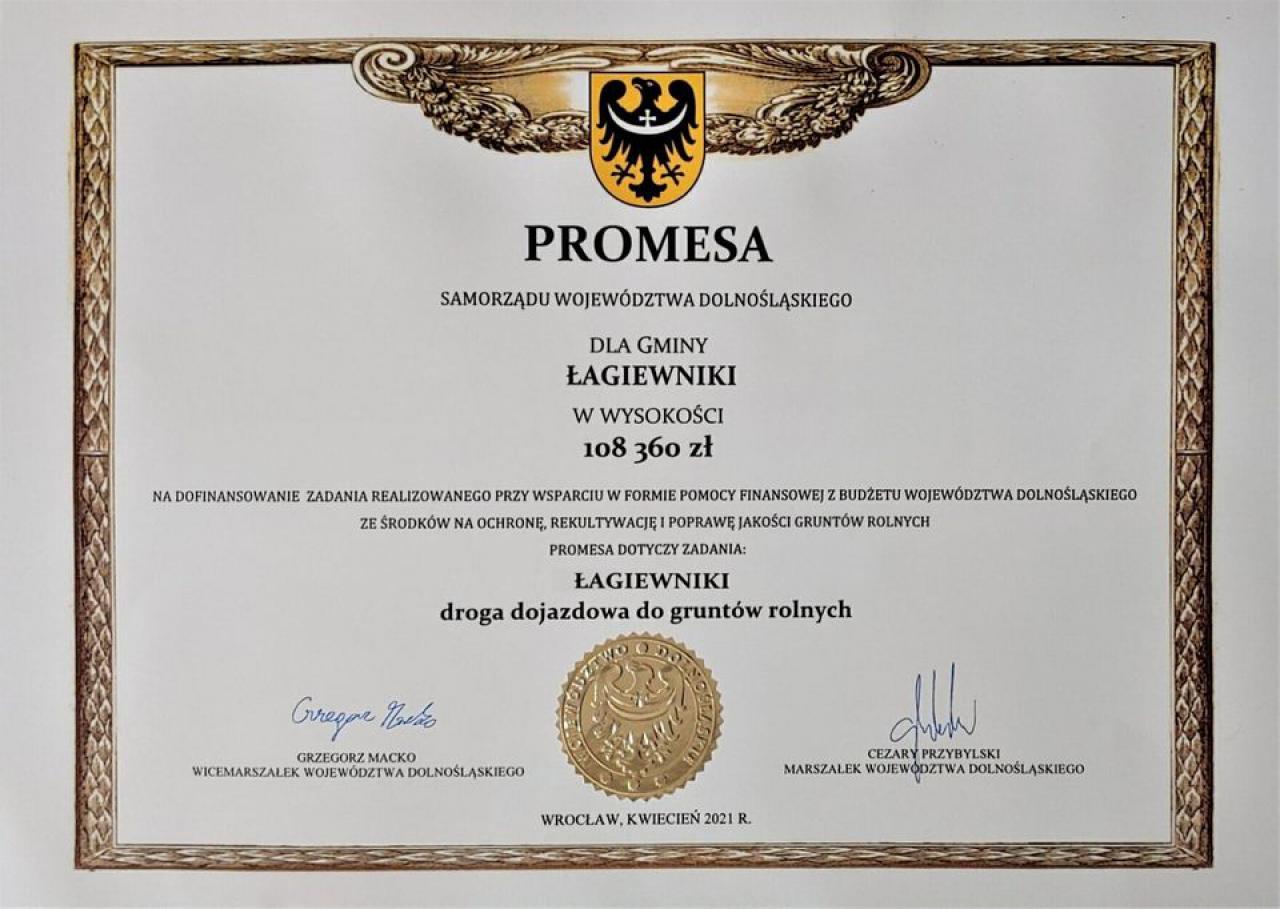 PROMESA
SAMORZĄDU WOJEWÓDZTWA DOLNOŚLĄSKIEGO
DLA GMINY
ŁAGIEWNIKI
W WYSOKOŚCI
108 360 zł
NA DOFINANSOWANIE ZADANIA REALIZOWANEGO PRZY WSPARCIU W FORMIE POMOCY FINANSOWEJ Z BUDŻETU WOJEWÓDZTWA DOLNOŚLĄSKIEGO
ZE ŚRODKÓW NA OCHRONĘ, REKULTYWACJĘ I POPRAWĘ JAKOŚCI GRUNTÓW ROLNYCH
PROMESA DOTYCZY ZADANIA:
ŁAGIEWNIKI
droga dojazdowa do gruntów rolnych
Grzegorz Macko
GRZEGORZ MACKO
WICEMARSZAŁEK WOJEWÓDZTWA DOLNOŚLĄSKIEGO
CEZARY PRZYBYLSKI
MARSZAŁEK WOJEWÓDZTWA DOLNOŚLĄSKIEGO
WROCŁAW, KWIECIEŃ 2021 R.